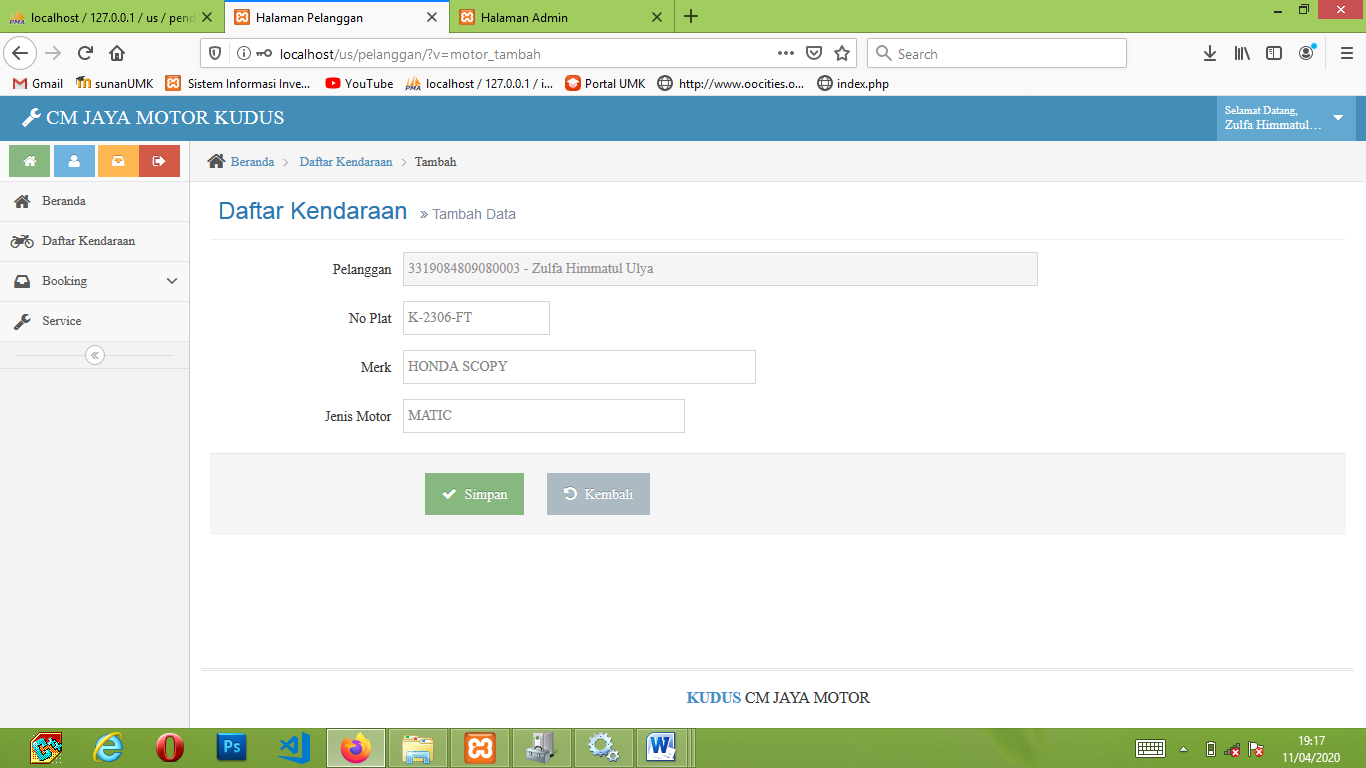 localhost / 127.0.0.1 / us / pend
Halaman Pelanggan
Halaman Admin
localhost/us/pelanggan/?v=motor_tambah
Search
Gmail
sunanUMK
Sistem Informasi Inve...
YouTube
localhost / 127.0.0.1 / i...
Portal UMK
http://www.oocities.o...
index.php
CM JAYA MOTOR KUDUS
Selamat Datang,
Zulfa Himmatul...
Beranda
Daftar Kendaraan
Tambah
Beranda
Daftar Kendaraan
Booking
Service
Daftar Kendaraan
» Tambah Data
Pelanggan
3319084809080003 - Zulfa Himmatul Ulya
No Plat
K-2306-FT
Merk
HONDA SCOPY
Jenis Motor
MATIC
Simpan
Kembali
KUDUS CM JAYA MOTOR
Ps
19:17
11/04/2020